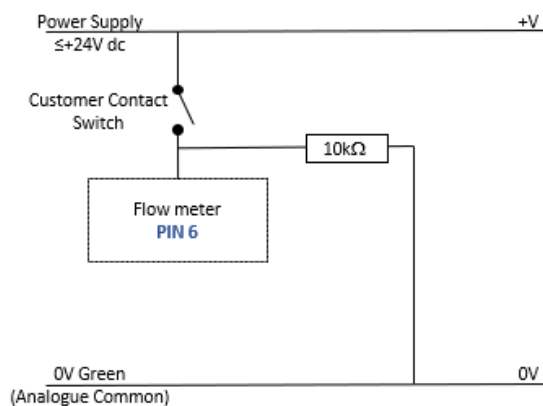 Power Supply
≤+24V dc
+V
Customer Contact
Switch
10kΩ
Flow meter
PIN 6
0V Green
(Analogue Common)
0V